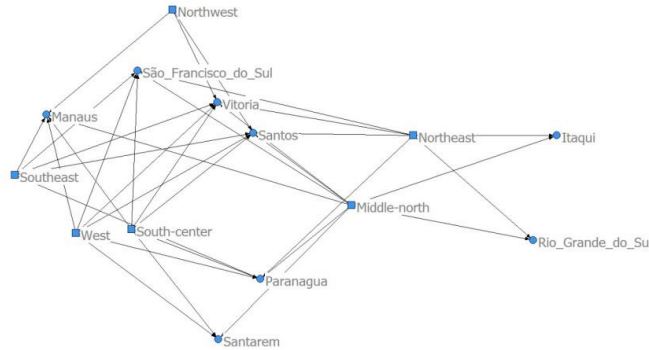 Northwest
São_Francisco_do_Sul
Manaus
Vitoria
Santos
Northeast
Itaqui
Southeast
Middle-north
West
South-center
Rio_Grande_do_Su
Paranagua
Santarem